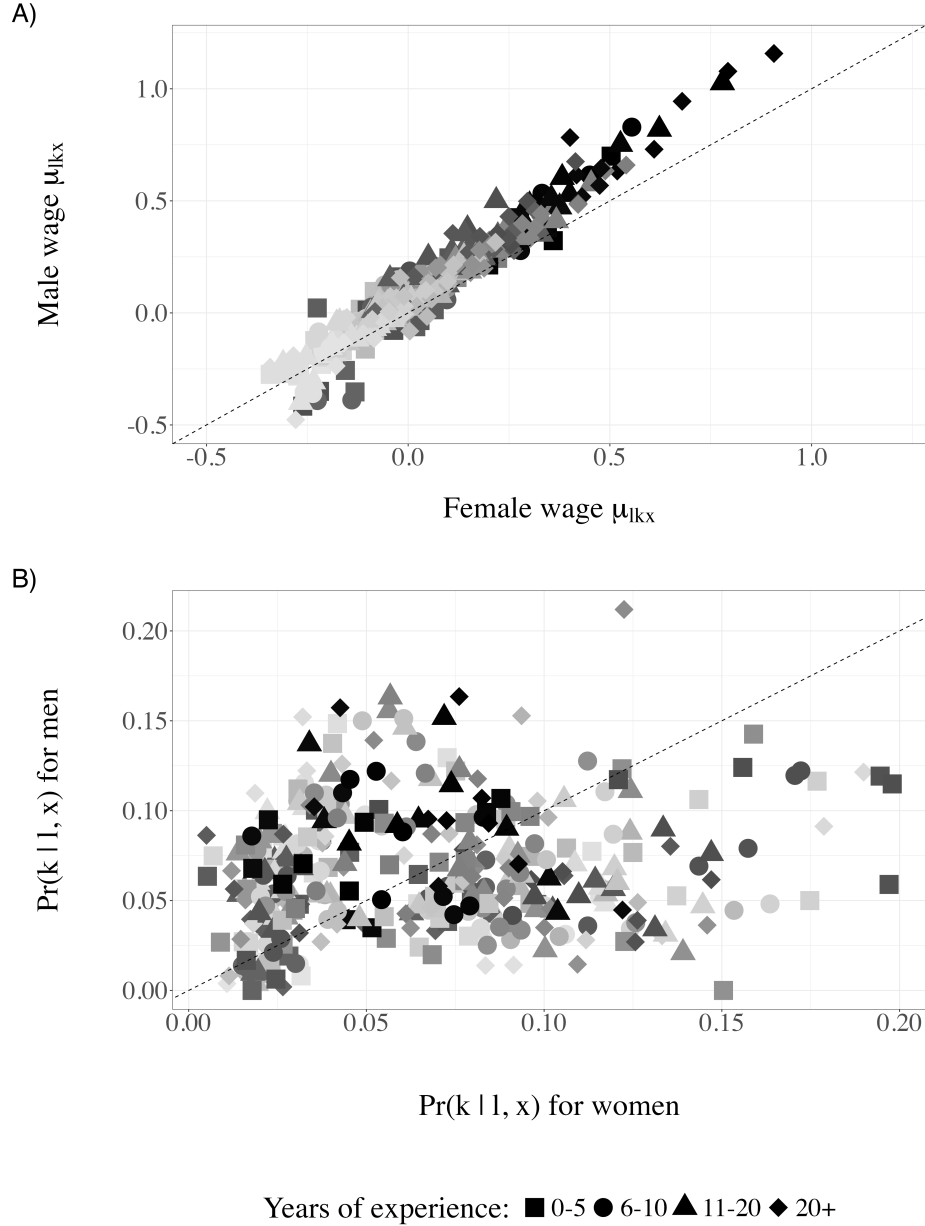 A)
1.0
0.5
0.0
-0.5
Male wage μlkx
-0.5 0.0 0.5 1.0
Female wage μlkx
B)
0.20
0.15
0.10
0.05
0.00
Pr(k | l, x) for men
0.00 0.05 0.10 0.15 0.20
Pr(k | l, x) for women
Years of experience: 0-5 6-10 11-20 20+